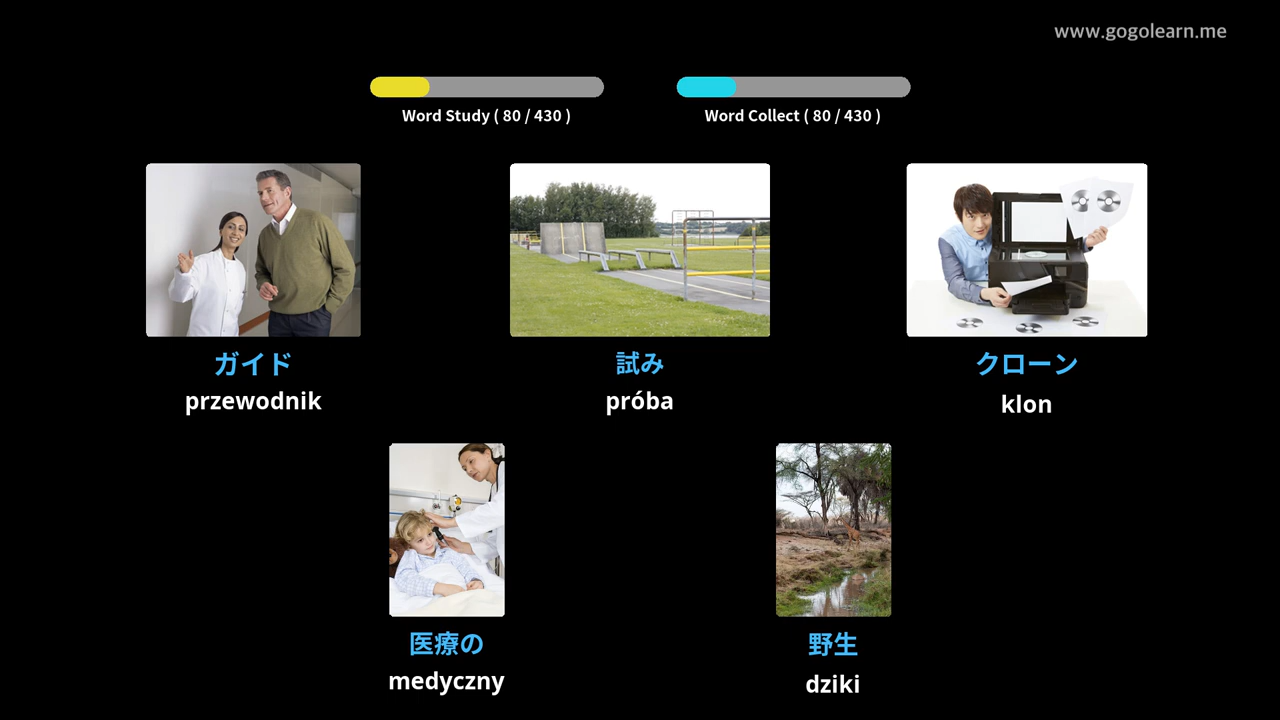 www.gogolearn.me
Word Study ( 80 / 430 )
Word Collect ( 80 / 430 )
ガイド
przewodnik
試み
próba
クローン
klon
医療の
medyczny
野生
dziki